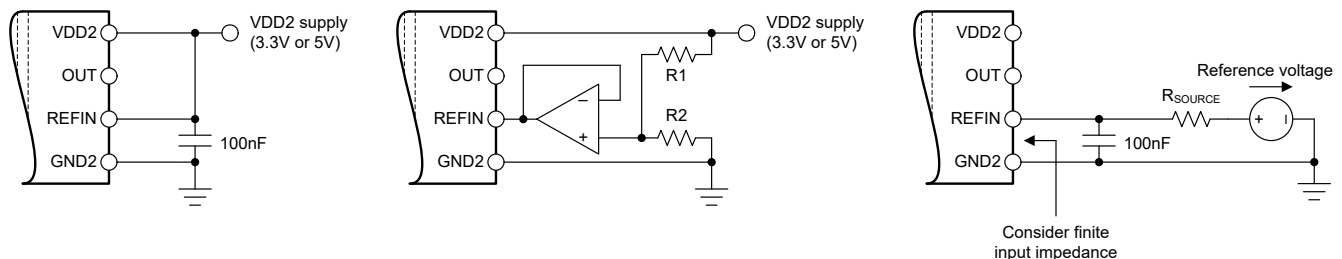 VDD2
OUT
REFIN
GND2
VDD2 supply
(3.3V or 5V)
100nF
VDD2
OUT
REFIN
GND2
VDD2 supply
(3.3V or 5V)
R1
R2
−
+
VDD2
OUT
REFIN
GND2
Reference voltage
RSOURCE
+
−
100nF
Consider finite
input impedance